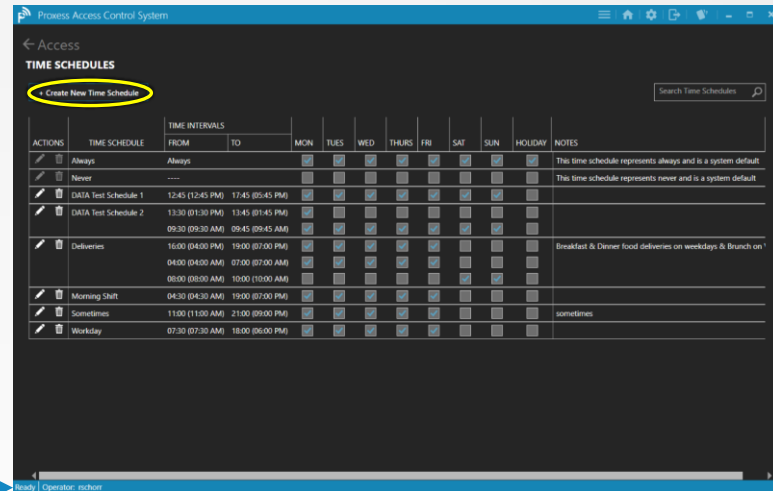 Proxess Access Control System
Access
TIME SCHEDULES
+ Create New Time Schedule
Search Time Schedules
TIME INTERVALS
ACTIONS TIME SCHEDULE FROM TO MON TUES WED THURS FRI SAT SUN HOLIDAY NOTES
Always Always This time schedule represents always and is a system default
Never ---- This time schedule represents never and is a system default
DATA Test Schedule 1 12:45 (12:45 PM) 17:45 (05:45 PM)
DATA Test Schedule 2 13:30 (01:30 PM) 13:45 (01:45 PM)
09:30 (09:30 AM) 09:45 (09:45 AM)
Deliveries 16:00 (04:00 PM) 19:00 (07:00 PM) Breakfast & Dinner food deliveries on weekdays & Brunch on
04:00 (04:00 AM) 07:00 (07:00 AM)
08:00 (08:00 AM) 10:00 (10:00 AM)
Morning Shift 04:30 (04:30 AM) 19:00 (07:00 PM)
Sometimes 11:00 (11:00 AM) 21:00 (09:00 PM) sometimes
Workday 07:30 (07:30 AM) 18:00 (06:00 PM)
Ready Operator: rschorr